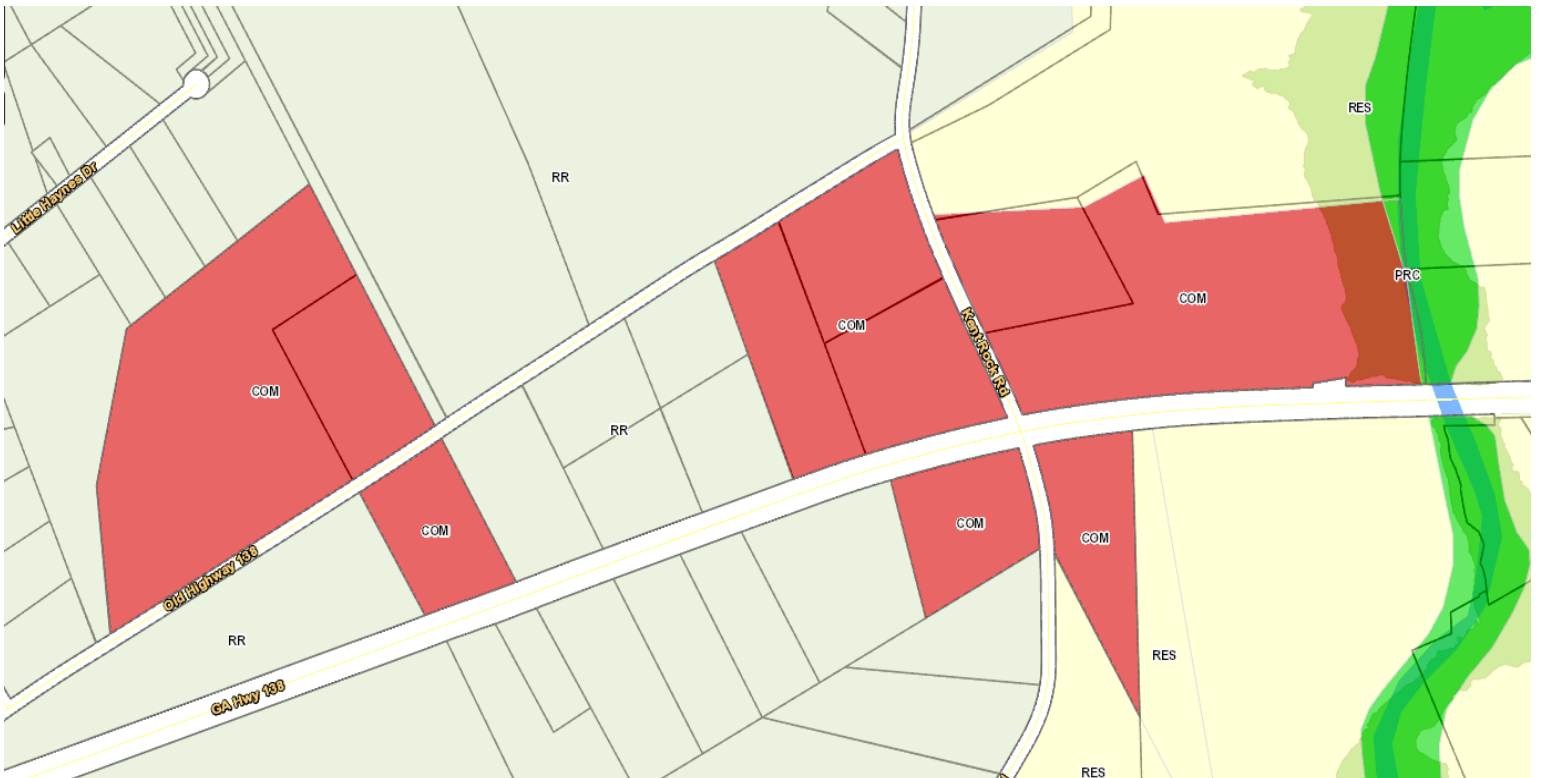 RES
Little Haynes Dr
RR
PRC
COM
COM
Kent Rock Rd
COM
RR
COM
COM
COM
Old Highway 138
RR
RES
GA Hwy 138
RES